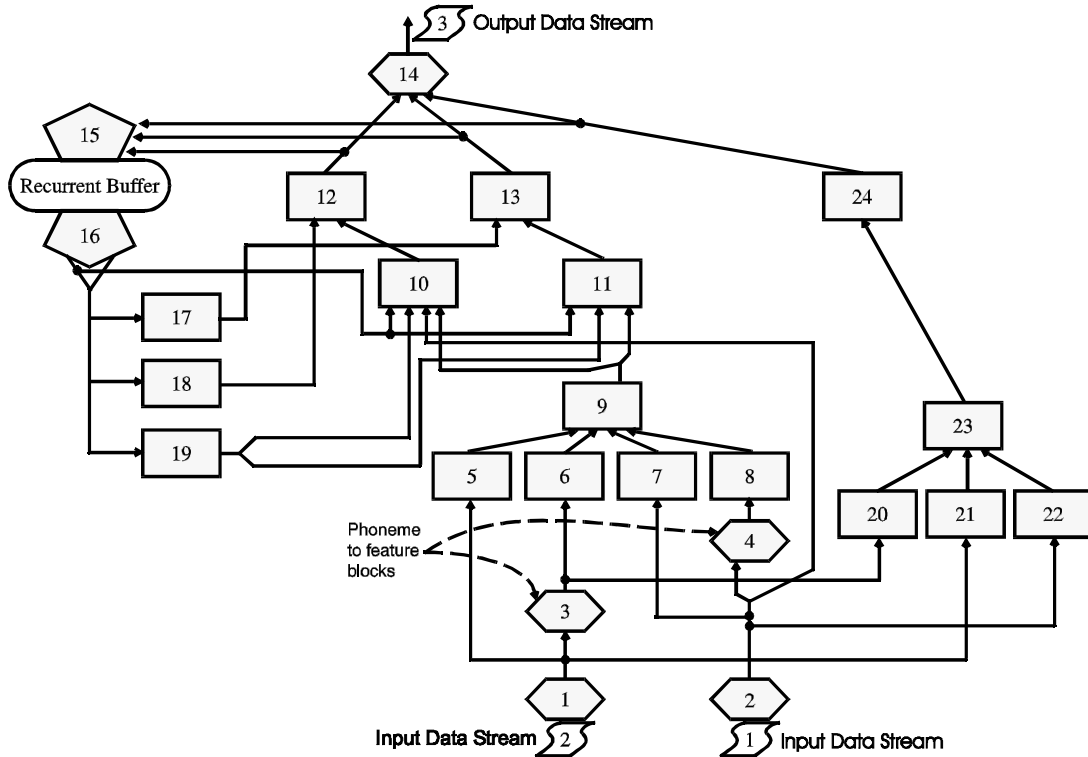 3 Output Data Stream
14
15
Recurrent Buffer
12 13 24
16
10 11
17
18
9
19
23
5 6 7 8
20 21 22
Phoneme
to feature
blocks
4
3
1 2
Input Data Stream 2 1 Input Data Stream